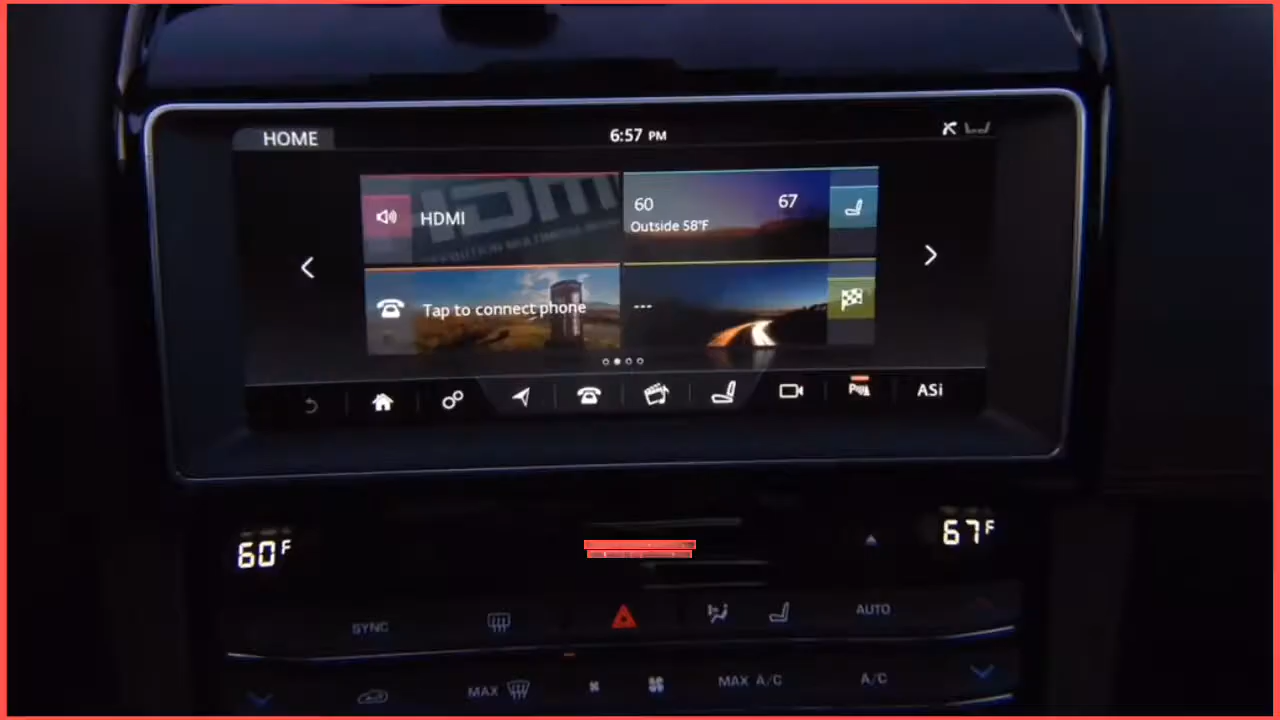 HOME
6:57 PM
HDMI
HDMI
60
67
Outside 58°F
Tap to connect phone
---
ASi
60F
67F
SYNC
AUTO
MAX
MAX A/C
A/C